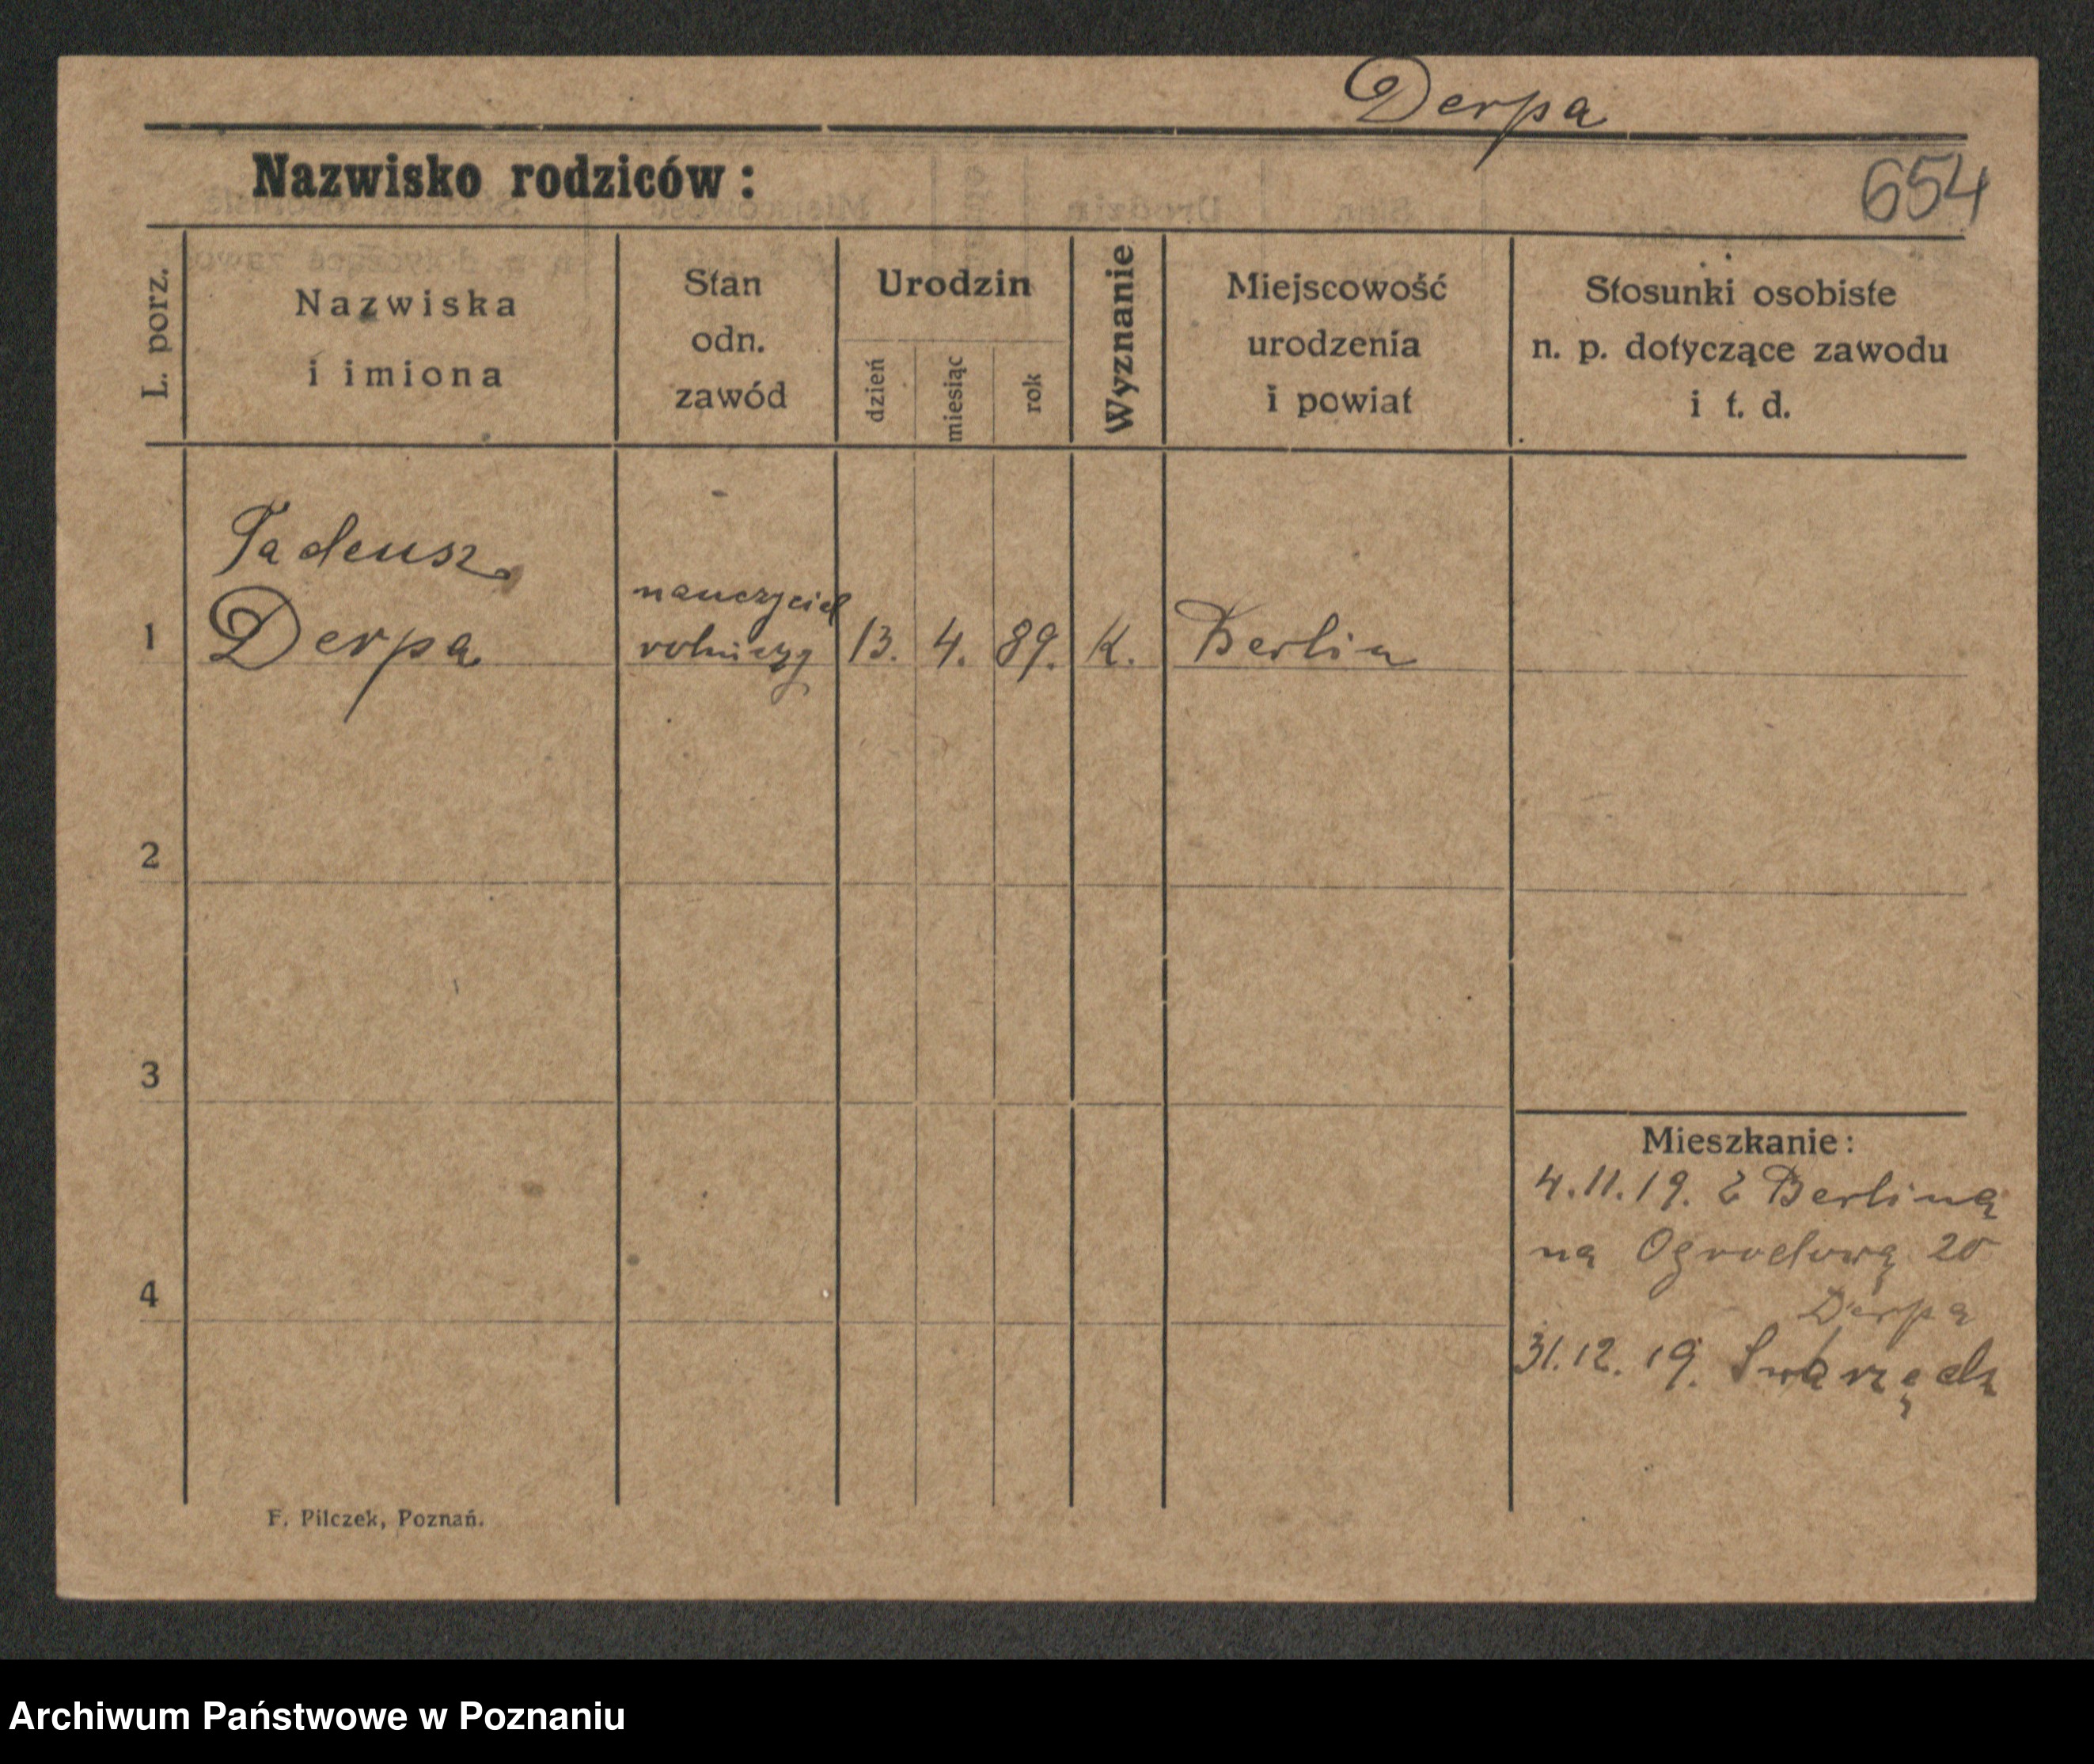 Derpa
Nazwisko rodziców:
654
L. porz.
Nazwiska
i imiona
Stan
odn.
zawód
Urodzin
dzień
miesiąc
rok
Wyznanie
Miejscowość
urodzenia
i powiat
Stosunki osobiste
n. p. dotyczące zawodu
i t. d.
Tadeusz
1 Derpa
nauczyciel
rolniczy
13. 4. 89. K. Berlin
2
3
4
Mieszkanie:
4.11.19. z Berlina
na Ogrodową 20
Derpa
31.12.19. Swarzędz
F. Pilczek, Poznań.
Archiwum Państwowe w Poznaniu